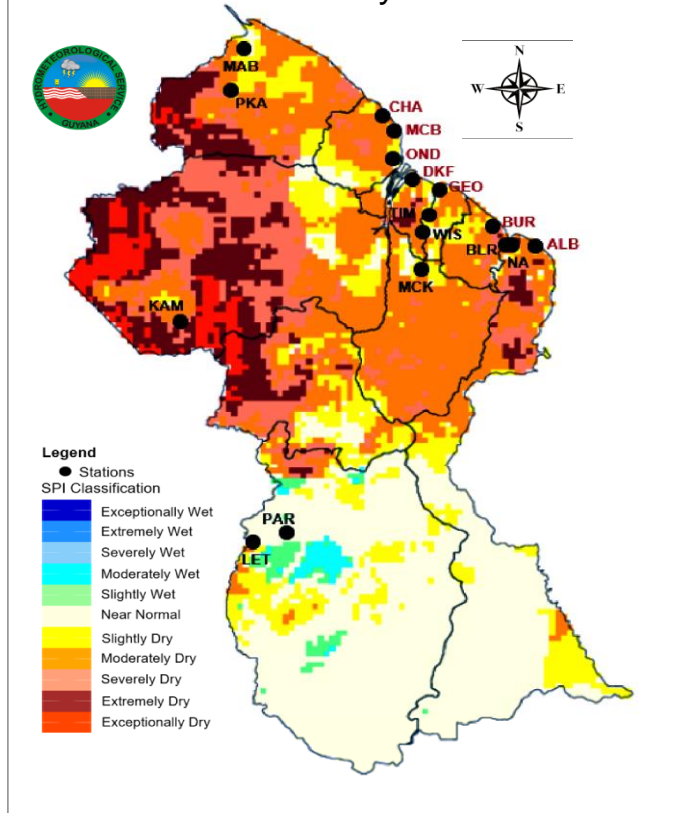 HYDROMETEOROLOGICAL SERVICE
GUYANA
N
W
E
S
MAB
PKA
CHA
MCB
OND
DKF
GEO
TIM
WIS
BUR
BLR
NA
ALB
MCK
KAM
Legend
Stations
SPI Classification
Exceptionally Wet
Extremely Wet
Severely Wet
Moderately Wet
Slightly Wet
Near Normal
Slightly Dry
Moderately Dry
Severely Dry
Extremely Dry
Exceptionally Dry
PAR
LET